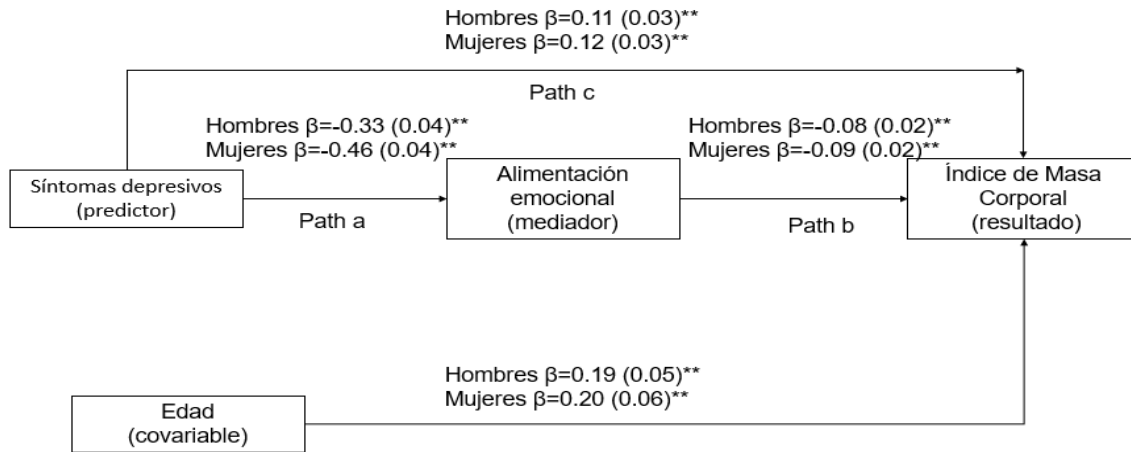 Hombres β=0.11 (0.03)**
Mujeres β=0.12 (0.03)**
Path c
Hombres β=-0.33 (0.04)**
Mujeres β=-0.46 (0.04)**
Hombres β=-0.08 (0.02)**
Mujeres β=-0.09 (0.02)**
Síntomas depresivos
(predictor)
Path a
Alimentación
emocional
(mediador)
Path b
Índice de Masa
Corporal
(resultado)
Hombres β=0.19 (0.05)**
Mujeres β=0.20 (0.06)**
Edad
(covariable)